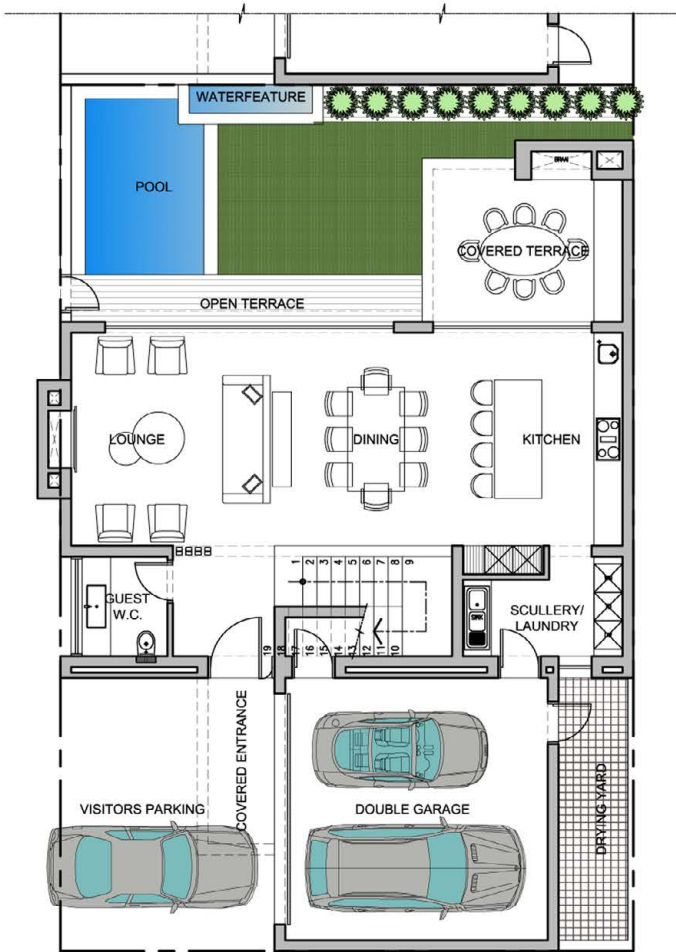 WATERFEATURE
POOL
BRAAI
COVERED TERRACE
OPEN TERRACE
LOUNGE
DINING
KITCHEN
1 2 3 4 5 6 7 8 9
GUEST
W.C.
SINK
SCULLERY/
LAUNDRY
19 18 17 16 15 14 13 12 11 10
COVERED ENTRANCE
VISITORS PARKING
DOUBLE GARAGE
DRYING YARD